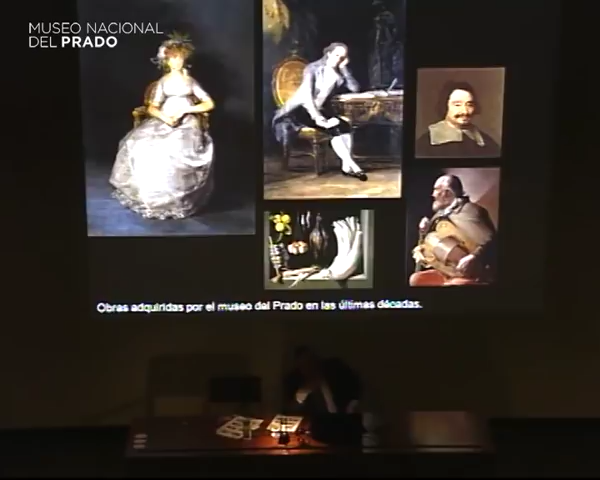 MUSEO NACIONAL
DEL PRADO
Obras adquiridas por el museo del Prado en las últimas décadas.